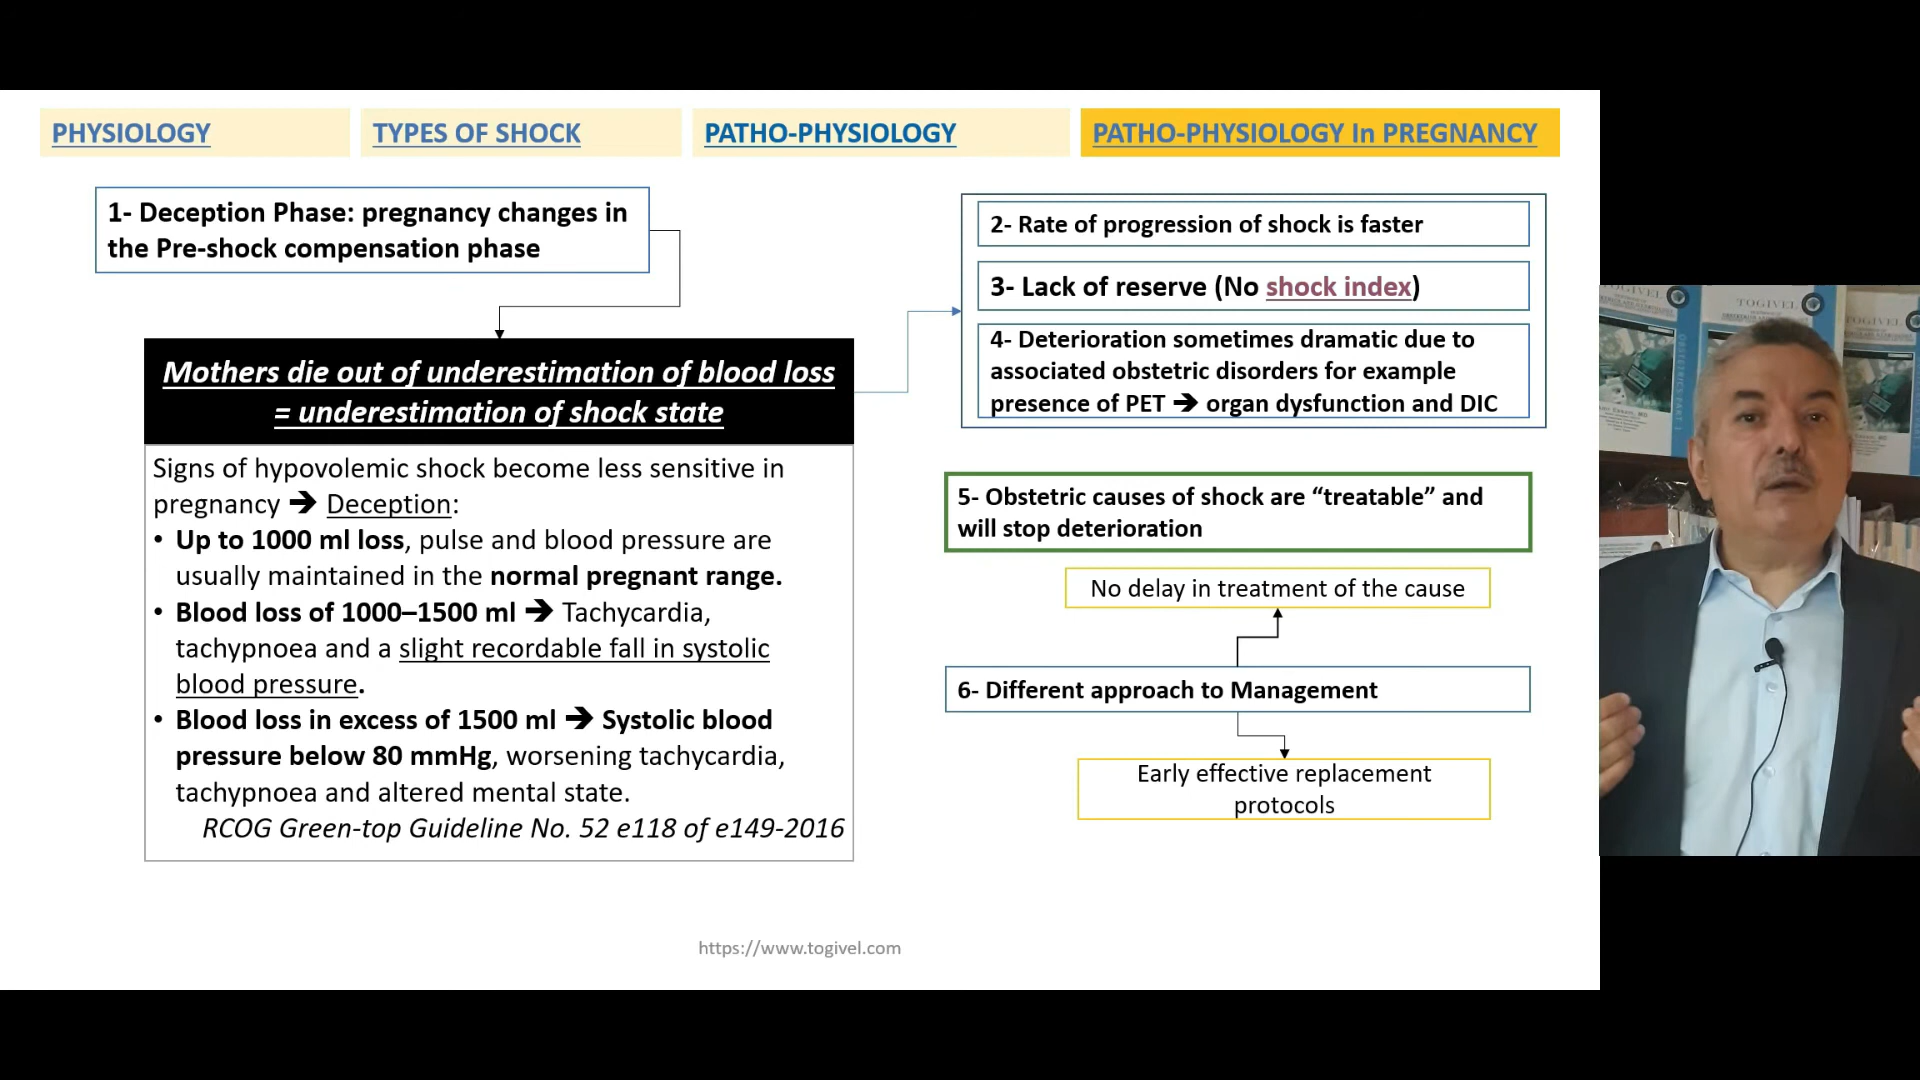 PHYSIOLOGY
TYPES OF SHOCK
PATHO-PHYSIOLOGY
PATHO-PHYSIOLOGY In PREGNANCY
1- Deception Phase: pregnancy changes in
the Pre-shock compensation phase
Mothers die out of underestimation of blood loss
= underestimation of shock state
Signs of hypovolemic shock become less sensitive in
pregnancy ➔ Deception:
• Up to 1000 ml loss, pulse and blood pressure are
usually maintained in the normal pregnant range.
• Blood loss of 1000–1500 ml ➔ Tachycardia,
tachypnoea and a slight recordable fall in systolic
blood pressure.
• Blood loss in excess of 1500 ml ➔ Systolic blood
pressure below 80 mmHg, worsening tachycardia,
tachypnoea and altered mental state.
RCOG Green-top Guideline No. 52 e118 of e149-2016
2- Rate of progression of shock is faster
3- Lack of reserve (No shock index)
4- Deterioration sometimes dramatic due to
associated obstetric disorders for example
presence of PET ➔ organ dysfunction and DIC
5- Obstetric causes of shock are “treatable” and
will stop deterioration
No delay in treatment of the cause
6- Different approach to Management
Early effective replacement
protocols
https://www.togivel.com
TOGIVEL
TOGIVEL
TOGIVEL